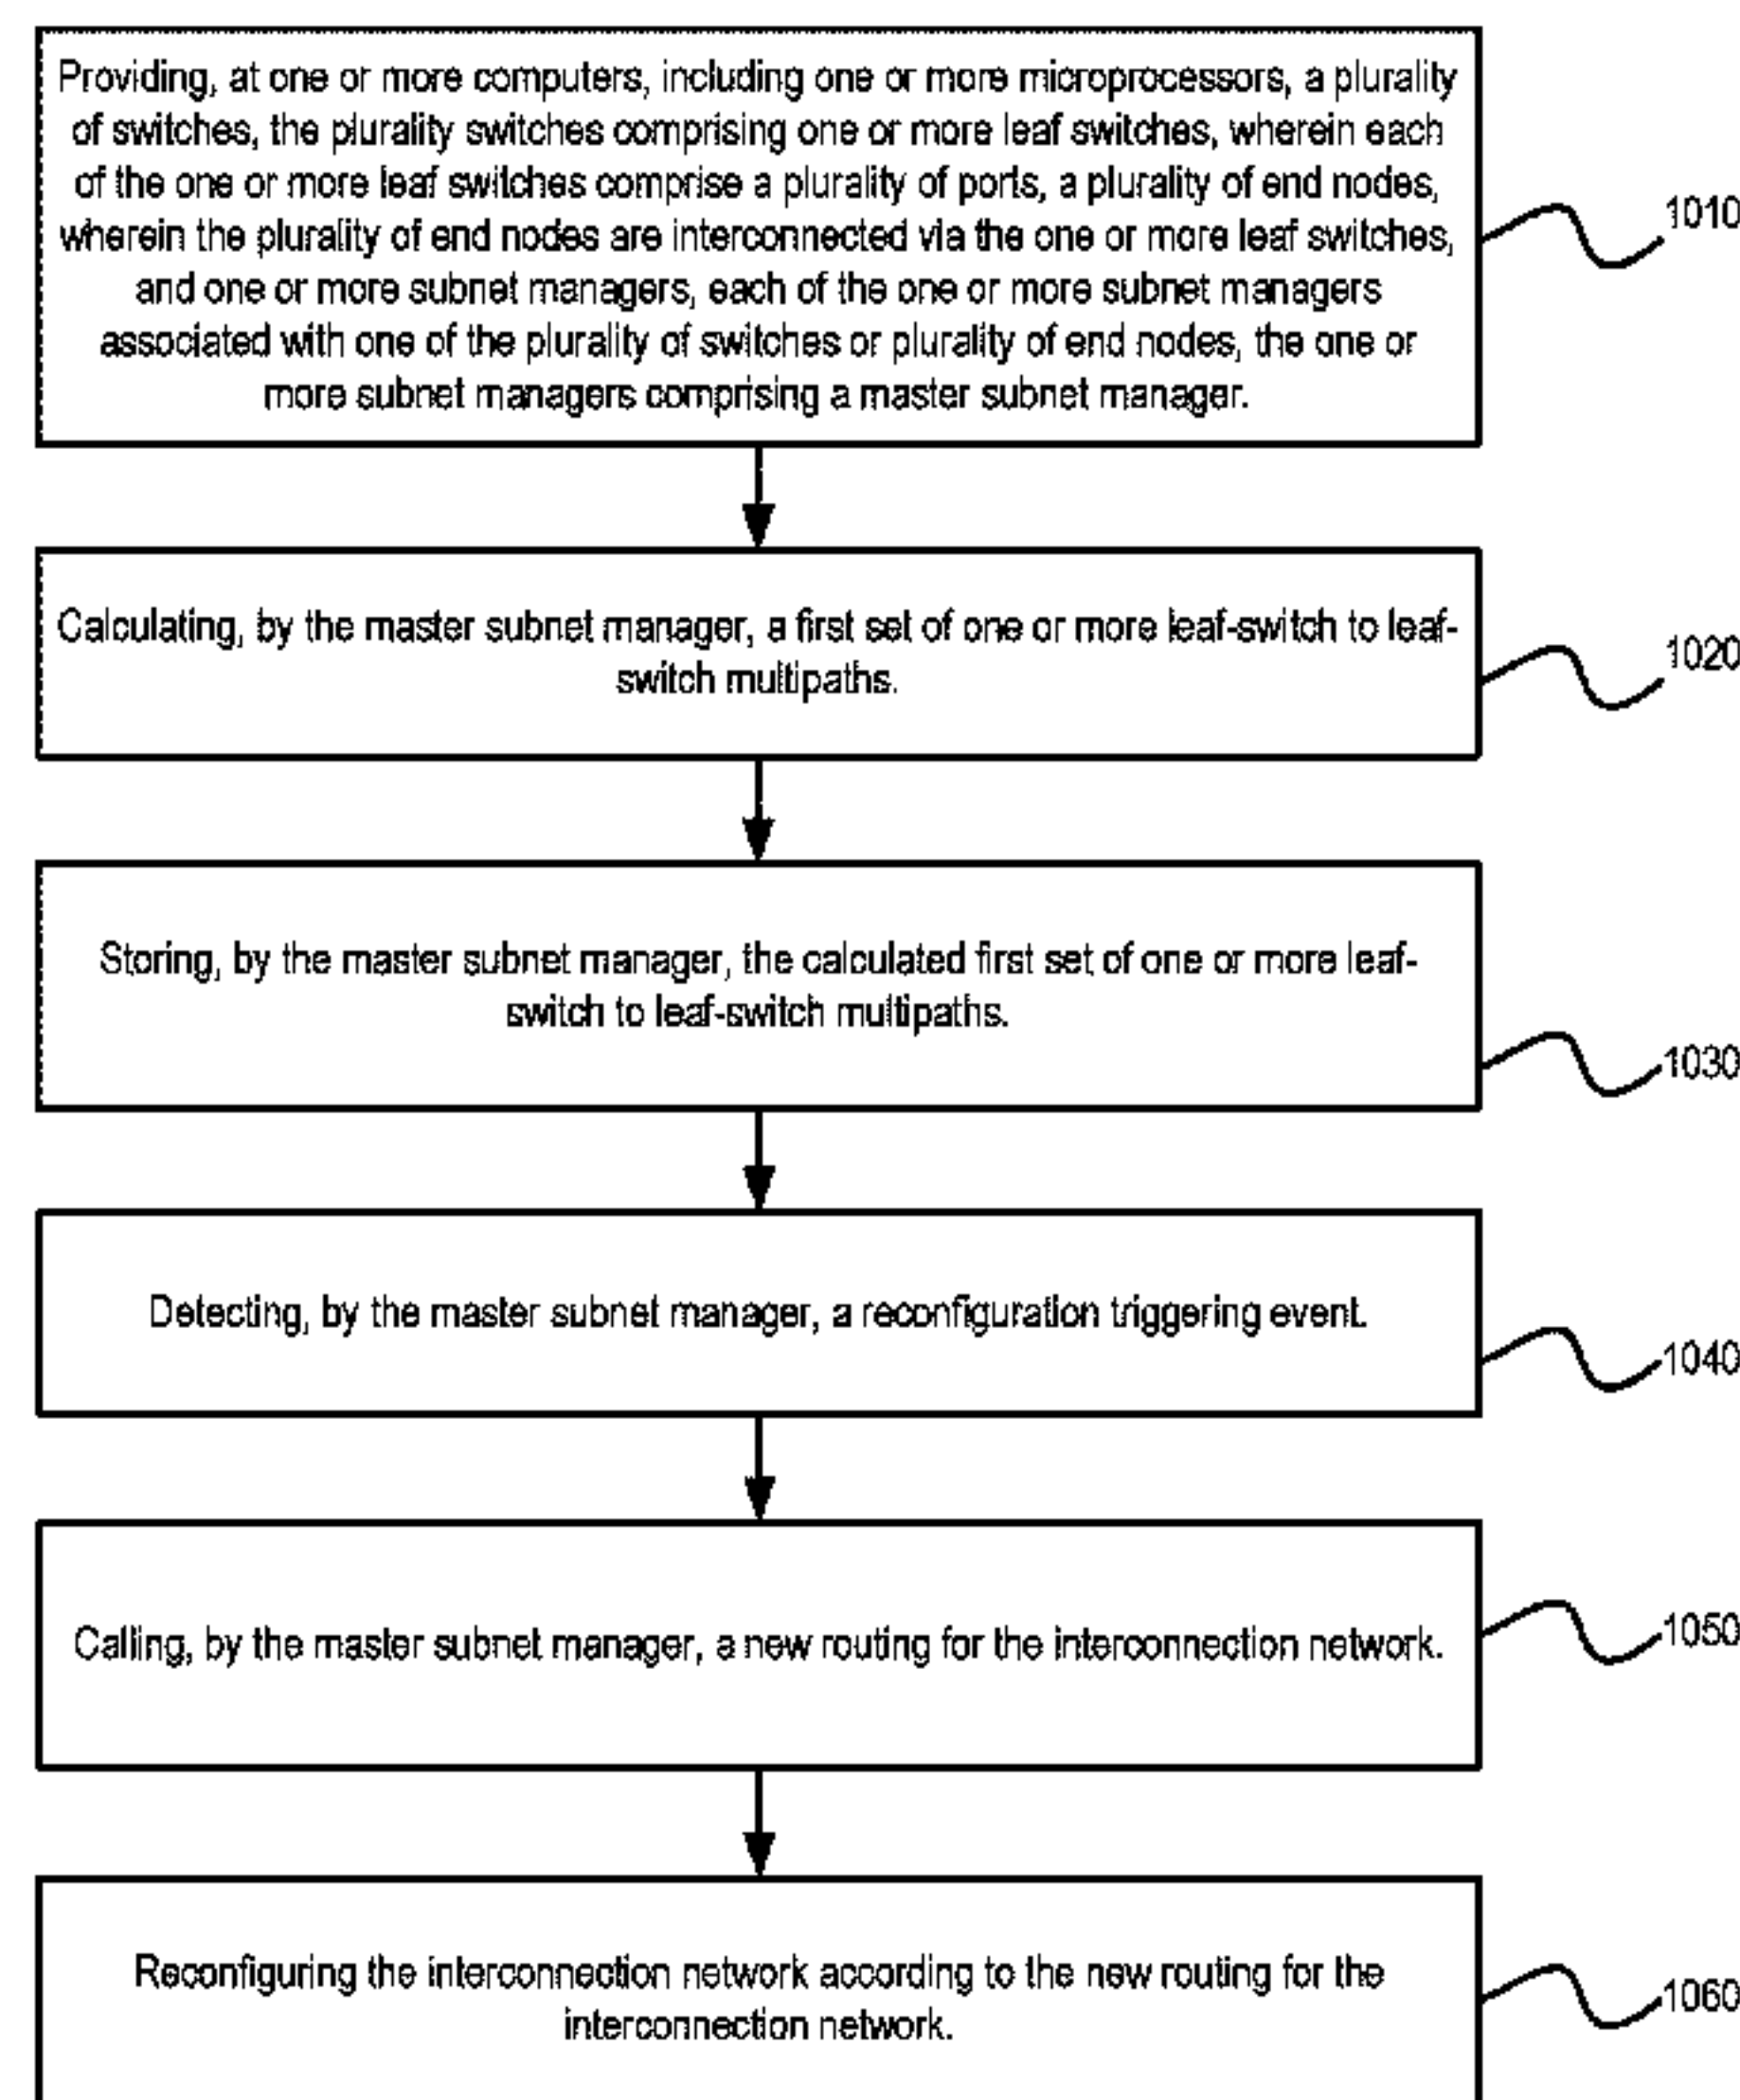 Providing, at one or more computers, including one or more microprocessors, a plurality
of switches, the plurality switches comprising one or more leaf switches, wherein each
of the one or more leaf switches comprise a plurality of ports, a plurality of end nodes,
wherein the plurality of end nodes are interconnected via the one or more leaf switches,
and one or more subnet managers, each of the one or more subnet managers
associated with one of the plurality of switches or plurality of end nodes, the one or
more subnet managers comprising a master subnet manager.
1010
Calculating, by the master subnet manager, a first set of one or more leaf-switch to leaf-
switch multipaths.
1020
Storing, by the master subnet manager, the calculated first set of one or more leaf-
switch to leaf-switch multipaths.
1030
Detecting, by the master subnet manager, a reconfiguration triggering event.
1040
Calling, by the master subnet manager, a new routing for the interconnection network.
1050
Reconfiguring the interconnection network according to the new routing for the
interconnection network.
1060